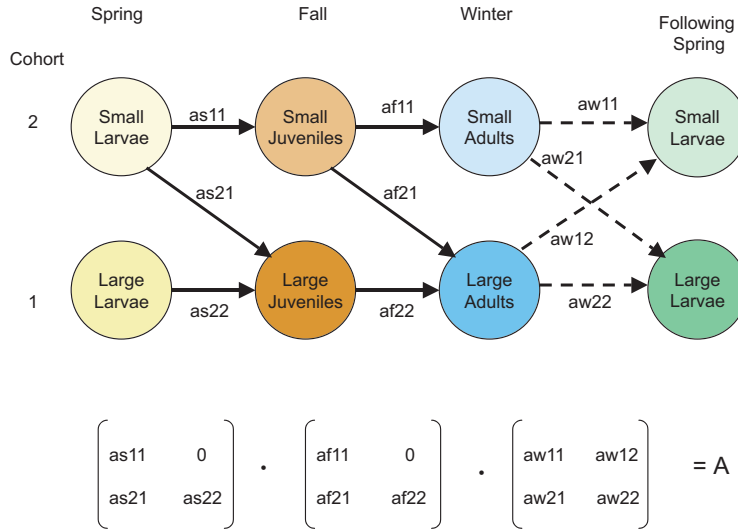 Spring Fall Winter Following
Spring
Cohort
2 Small Larvae as11 Small Juveniles af11 Small Adults aw11 Small Larvae
as21 af21 aw21
aw12
1 Large Larvae as22 Large Juveniles af22 Large Adults aw22 Large Larvae
as11 0 . af11 0 . aw11 aw12 = A
as21 as22 af21 af22 aw21 aw22